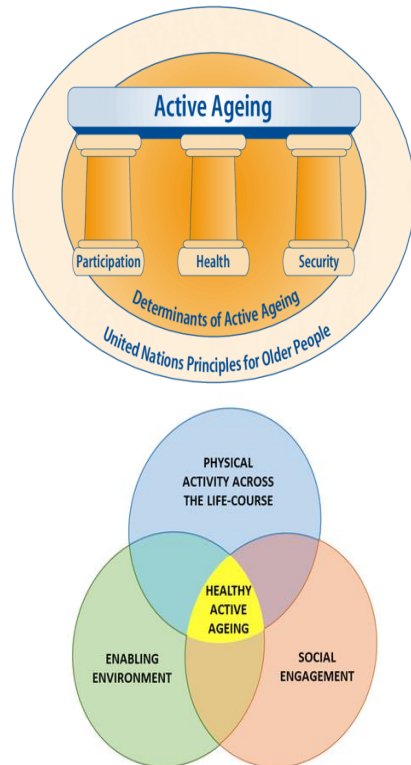 Active Ageing
Participation
Health
Security
Determinants of Active Ageing
United Nations Principles for Older People
PHYSICAL
ACTIVITY ACROSS
THE LIFE-COURSE
HEALTHY
ACTIVE
AGEING
ENABLING
ENVIRONMENT
SOCIAL
ENGAGEMENT